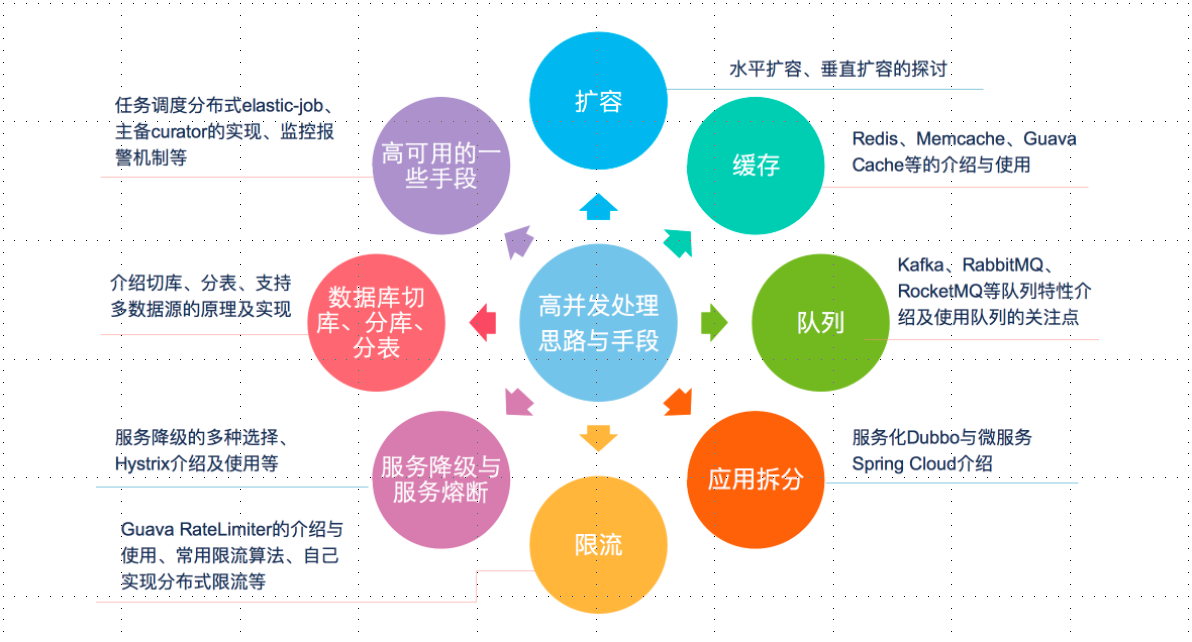 扩容
水平扩容、垂直扩容的探讨
缓存
Redis、Memcache、Guava
Cache等的介绍与使用
队列
Kafka、RabbitMQ、
RocketMQ等队列特性介
绍及使用队列的关注点
应用拆分
服务化Dubbo与微服务
Spring Cloud介绍
限流
Guava RateLimiter的介绍与
使用、常用限流算法、自己
实现分布式限流等
服务降级与
服务熔断
服务降级的多种选择、
Hystrix介绍及使用等
数据库切
库、分库、
分表
介绍切库、分表、支持
多数据源的原理及实现
高可用的一
些手段
任务调度分布式elastic-job、
主备curator的实现、监控报
警机制等
高并发处理
思路与手段